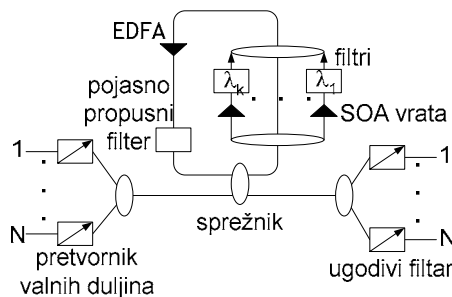 EDFA
filtri
λk
λ1
pojasno
propusni
filter
SOA vrata
1
1
sprežnik
N
N
pretvornik
valnih duljina
ugodivi filtar